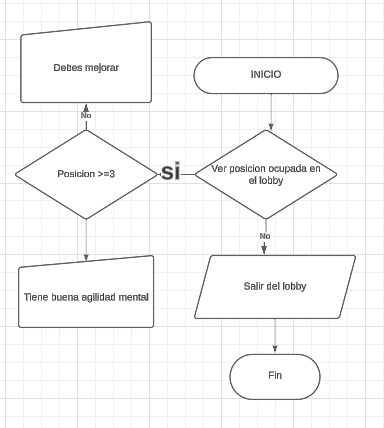 Debes mejorar
INICIO
No
Posicion >=3
si
Ver posicion ocupada en
el lobby
No
Tiene buena agilidad mental
Salir del lobby
Fin